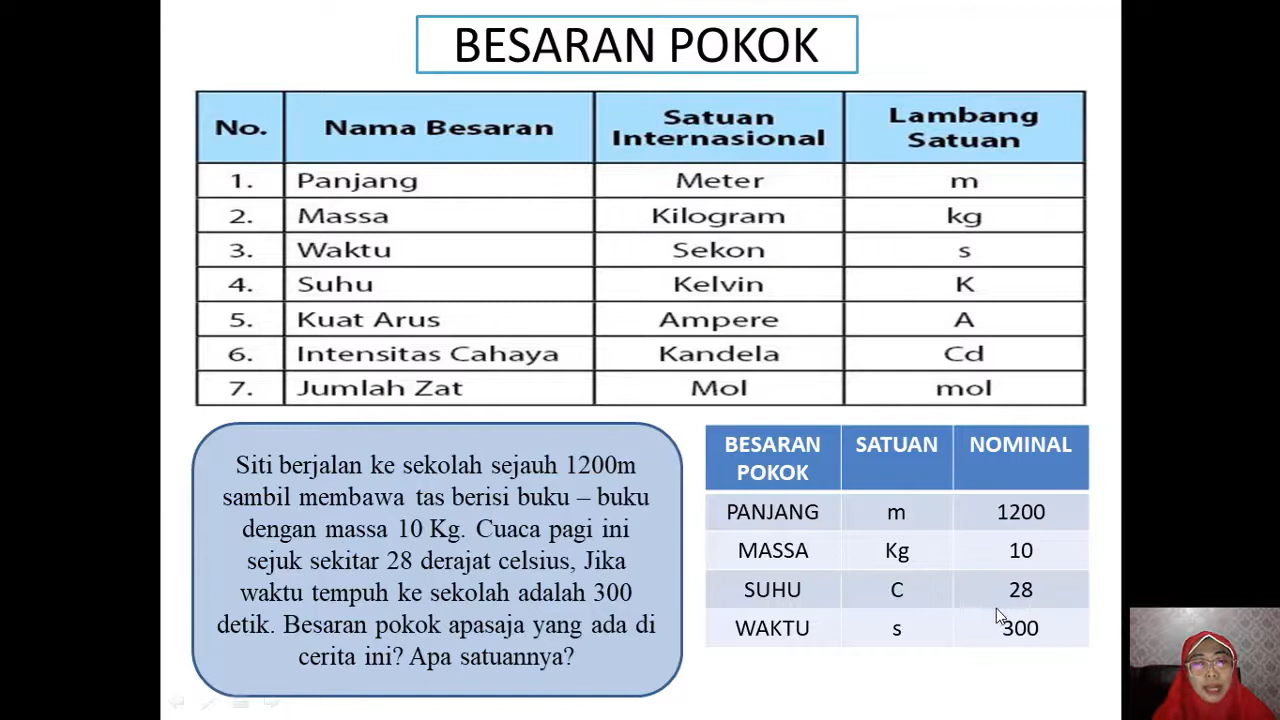 BESARAN POKOK
No. Nama Besaran Satuan Internasional Lambang Satuan
1. Panjang Meter m
2. Massa Kilogram kg
3. Waktu Sekon s
4. Suhu Kelvin K
5. Kuat Arus Ampere A
6. Intensitas Cahaya Kandela Cd
7. Jumlah Zat Mol mol
Siti berjalan ke sekolah sejauh 1200m
sambil membawa tas berisi buku – buku
dengan massa 10 Kg. Cuaca pagi ini
sejuk sekitar 28 derajat celsius, Jika
waktu tempuh ke sekolah adalah 300
detik. Besaran pokok apasaja yang ada di
cerita ini? Apa satuannya?
BESARAN POKOK SATUAN NOMINAL
PANJANG m 1200
MASSA Kg 10
SUHU C 28
WAKTU s 300